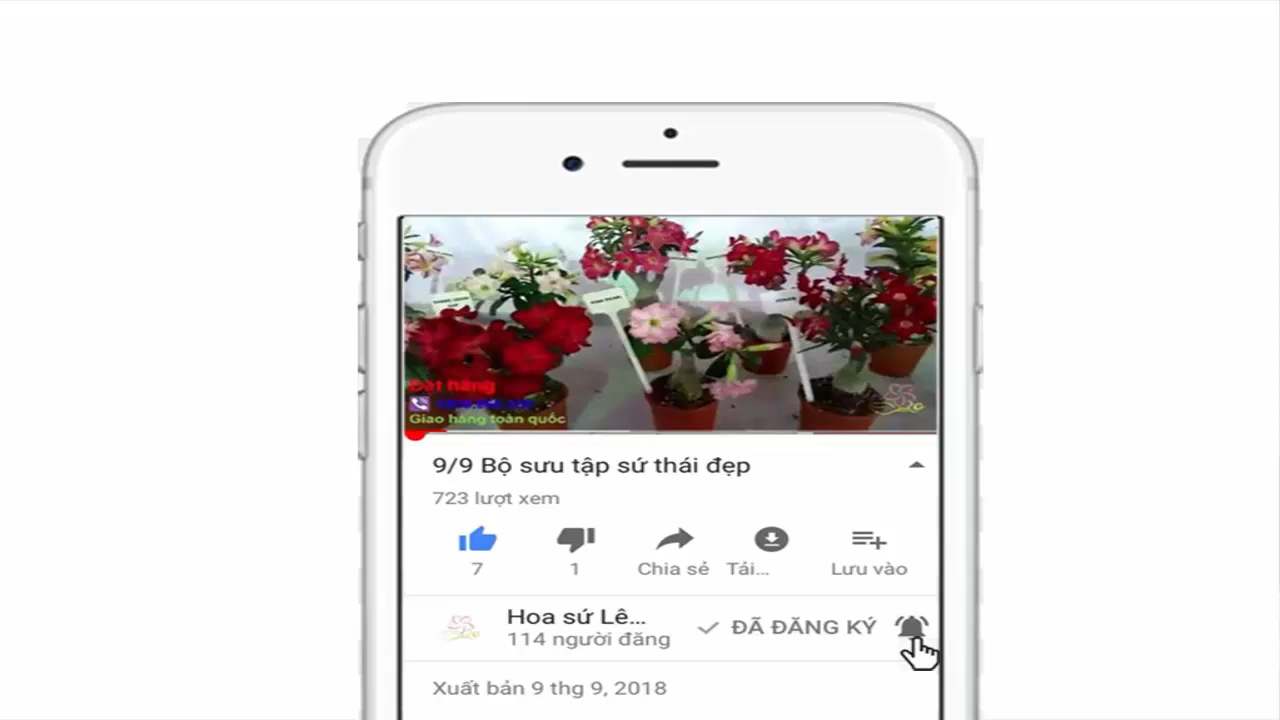 Đặt hàng
Giao hàng toàn quốc
9/9 Bộ sưu tập sứ thái đẹp
723 lượt xem
7
1
Chia sẻ
Tải...
Lưu vào
Hoa sứ Lê...
ĐÃ ĐĂNG KÝ
114 người đăng
Xuất bản 9 thg 9, 2018